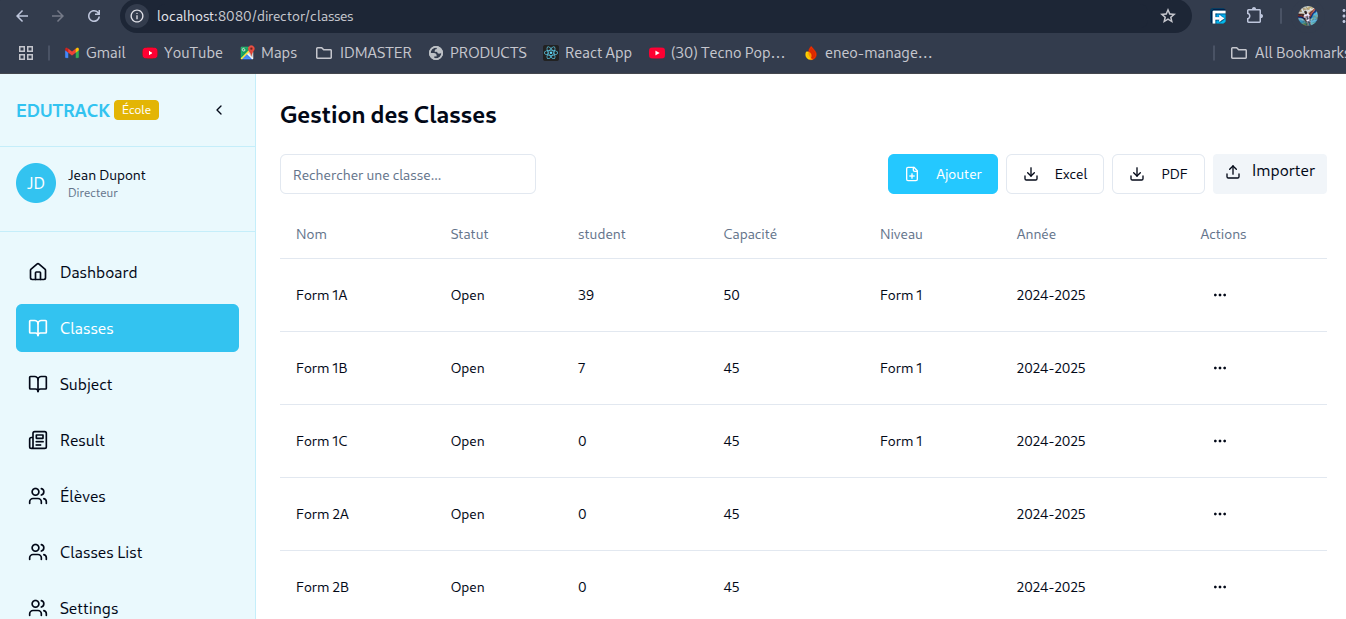 localhost:8080/director/classes
Gmail YouTube Maps IDMASTER PRODUCTS React App (30) Tecno Pop... eneo-manage... All Bookmarks
EDUTRACK École
JD Jean Dupont
Directeur
Dashboard
Classes
Subject
Result
Élèves
Classes List
Settings
Gestion des Classes
Rechercher une classe... Ajouter Excel PDF Importer
Nom Statut student Capacité Niveau Année Actions
Form 1A Open 39 50 Form 1 2024-2025 ...
Form 1B Open 7 45 Form 1 2024-2025 ...
Form 1C Open 0 45 Form 1 2024-2025 ...
Form 2A Open 0 45 2024-2025 ...
Form 2B Open 0 45 2024-2025 ...